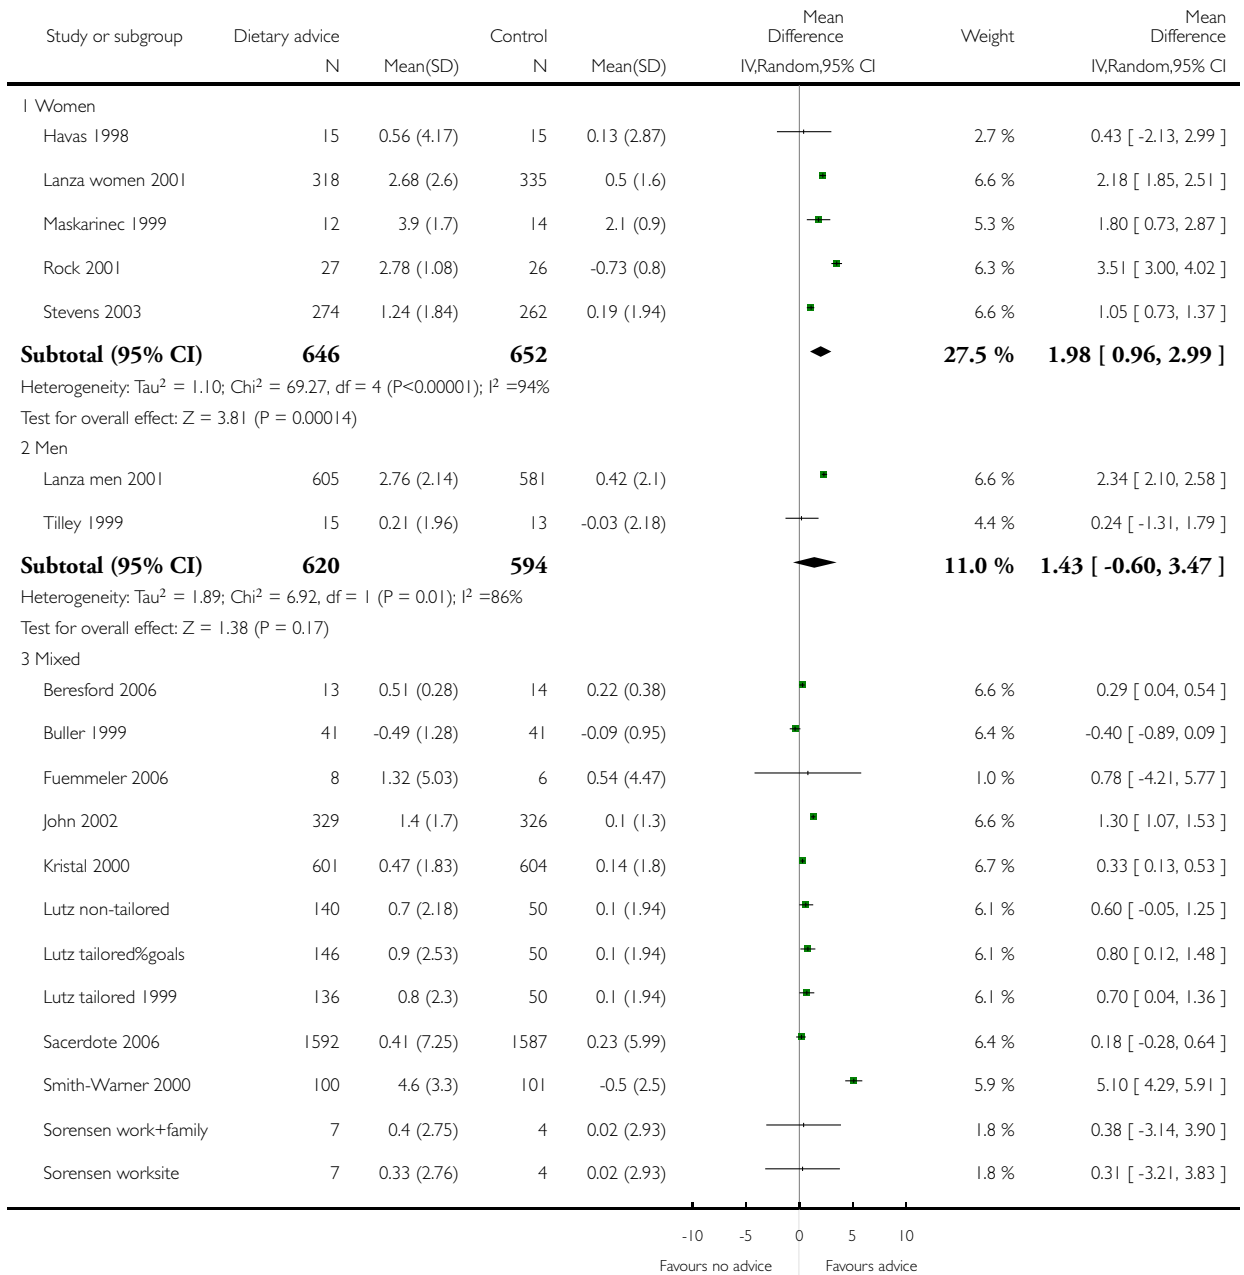 Study or subgroup Dietary advice Control Mean Difference Weight Mean Difference
N Mean(SD) N Mean(SD) IV,Random,95% CI IV,Random,95% CI
1 Women
Havas 1998 15 0.56 (4.17) 15 0.13 (2.87) 2.7 % 0.43 [ -2.13, 2.99 ]
Lanza women 2001 318 2.68 (2.6) 335 0.5 (1.6) 6.6 % 2.18 [ 1.85, 2.51 ]
Maskarinec 1999 12 3.9 (1.7) 14 2.1 (0.9) 5.3 % 1.80 [ 0.73, 2.87 ]
Rock 2001 27 2.78 (1.08) 26 -0.73 (0.8) 6.3 % 3.51 [ 3.00, 4.02 ]
Stevens 2003 274 1.24 (1.84) 262 0.19 (1.94) 6.6 % 1.05 [ 0.73, 1.37 ]
Subtotal (95% CI) 646 652 27.5 % 1.98 [ 0.96, 2.99 ]
Heterogeneity: Tau² = 1.10; Chi² = 69.27, df = 4 (P<0.00001); I² =94%
Test for overall effect: Z = 3.81 (P = 0.00014)
2 Men
Lanza men 2001 605 2.76 (2.14) 581 0.42 (2.1) 6.6 % 2.34 [ 2.10, 2.58 ]
Tilley 1999 15 0.21 (1.96) 13 -0.03 (2.18) 4.4 % 0.24 [ -1.31, 1.79 ]
Subtotal (95% CI) 620 594 11.0 % 1.43 [ -0.60, 3.47 ]
Heterogeneity: Tau² = 1.89; Chi² = 6.92, df = 1 (P = 0.01); I² =86%
Test for overall effect: Z = 1.38 (P = 0.17)
3 Mixed
Beresford 2006 13 0.51 (0.28) 14 0.22 (0.38) 6.6 % 0.29 [ 0.04, 0.54 ]
Buller 1999 41 -0.49 (1.28) 41 -0.09 (0.95) 6.4 % -0.40 [ -0.89, 0.09 ]
Fuemmeler 2006 8 1.32 (5.03) 6 0.54 (4.47) 1.0 % 0.78 [ -4.21, 5.77 ]
John 2002 329 1.4 (1.7) 326 0.1 (1.3) 6.6 % 1.30 [ 1.07, 1.53 ]
Kristal 2000 601 0.47 (1.83) 604 0.14 (1.8) 6.7 % 0.33 [ 0.13, 0.53 ]
Lutz non-tailored 140 0.7 (2.18) 50 0.1 (1.94) 6.1 % 0.60 [ -0.05, 1.25 ]
Lutz tailored%goals 146 0.9 (2.53) 50 0.1 (1.94) 6.1 % 0.80 [ 0.12, 1.48 ]
Lutz tailored 1999 136 0.8 (2.3) 50 0.1 (1.94) 6.1 % 0.70 [ 0.04, 1.36 ]
Sacerdote 2006 1592 0.41 (7.25) 1587 0.23 (5.99) 6.4 % 0.18 [ -0.28, 0.64 ]
Smith-Warner 2000 100 4.6 (3.3) 101 -0.5 (2.5) 5.9 % 5.10 [ 4.29, 5.91 ]
Sorensen work+family 7 0.4 (2.75) 4 0.02 (2.93) 1.8 % 0.38 [ -3.14, 3.90 ]
Sorensen worksite 7 0.33 (2.76) 4 0.02 (2.93) 1.8 % 0.31 [ -3.21, 3.83 ]
-10 -5 0 5 10
Favours no advice Favours advice